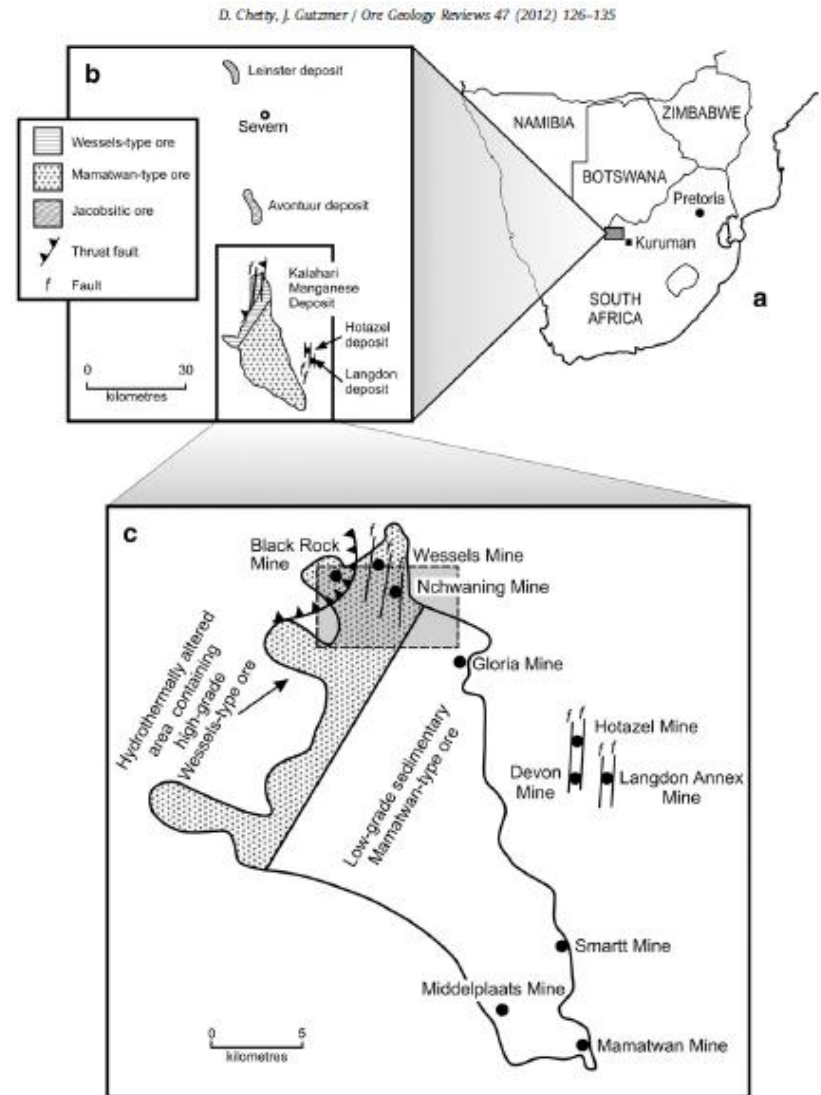 D. Chetty, J. Gutzmer / Ore Geology Reviews 47 (2012) 126–135
b
Leinster deposit
Severn
Wessels-type ore
Mamatwan-type ore
Jacobsitic ore
Thrust fault
f Fault
Avontuur deposit
f
Kalahari
Manganese
Deposit
Hotazel
deposit
f
f
Langdon
deposit
0 30
kilometres
NAMIBIA
ZIMBABWE
BOTSWANA
Pretoria
Kuruman
SOUTH
AFRICA
a
c
Black Rock
Mine
f
f
f
Wessels Mine
Nchwaning Mine
Gloria Mine
Hydrothermally altered
area containing
high-grade
Wessels-type ore
Low-grade sedimentary
Mamatwan-type ore
f f
Hotazel Mine
f f
Devon
Mine
Langdon Annex
Mine
Smartt Mine
Middelplaats Mine
Mamatwan Mine
0 5
kilometres